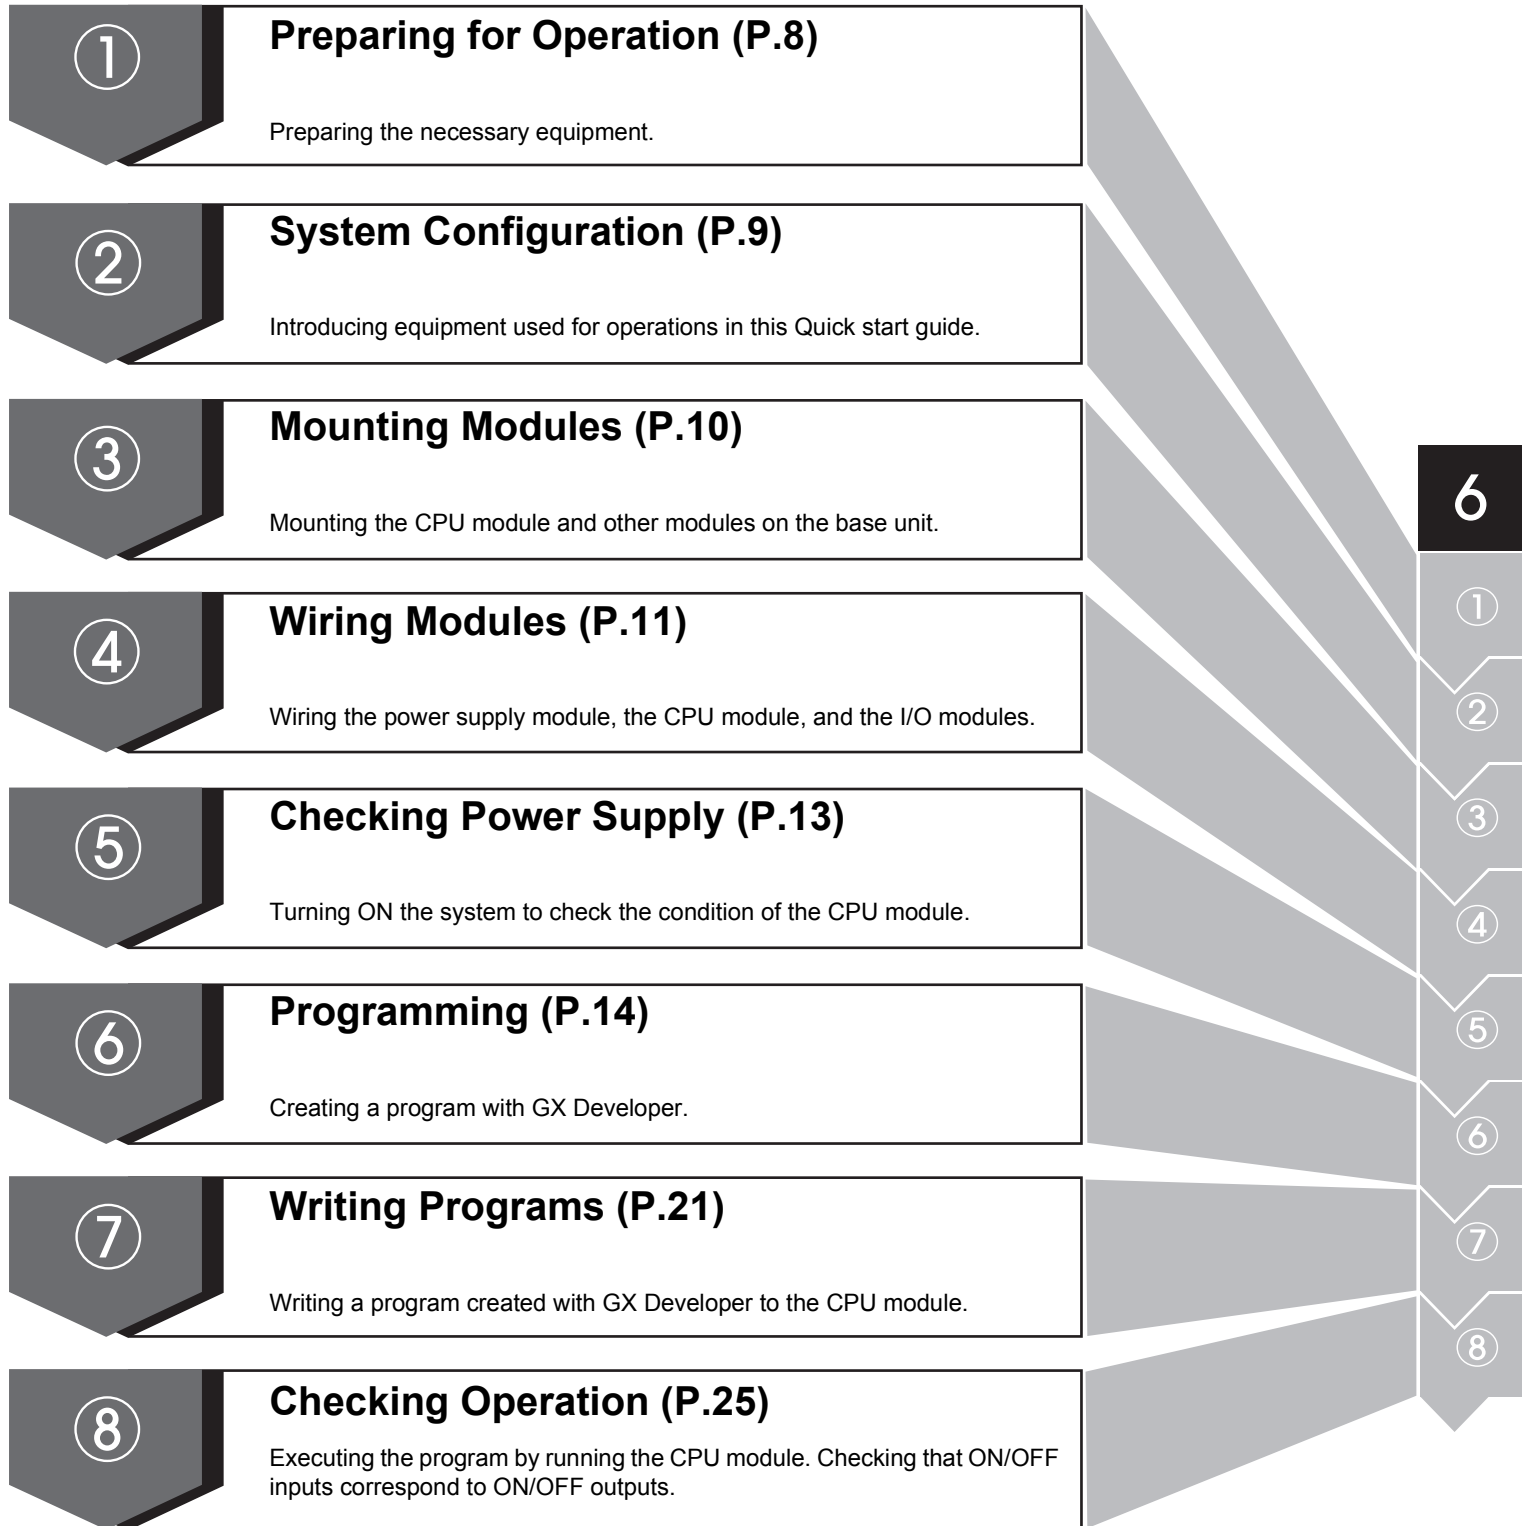 ①
Preparing for Operation (P.8)
Preparing the necessary equipment.
②
System Configuration (P.9)
Introducing equipment used for operations in this Quick start guide.
③
Mounting Modules (P.10)
Mounting the CPU module and other modules on the base unit.
④
Wiring Modules (P.11)
Wiring the power supply module, the CPU module, and the I/O modules.
⑤
Checking Power Supply (P.13)
Turning ON the system to check the condition of the CPU module.
⑥
Programming (P.14)
Creating a program with GX Developer.
⑦
Writing Programs (P.21)
Writing a program created with GX Developer to the CPU module.
⑧
Checking Operation (P.25)
Executing the program by running the CPU module. Checking that ON/OFF
inputs correspond to ON/OFF outputs.
6
①
②
③
④
⑤
⑥
⑦
⑧